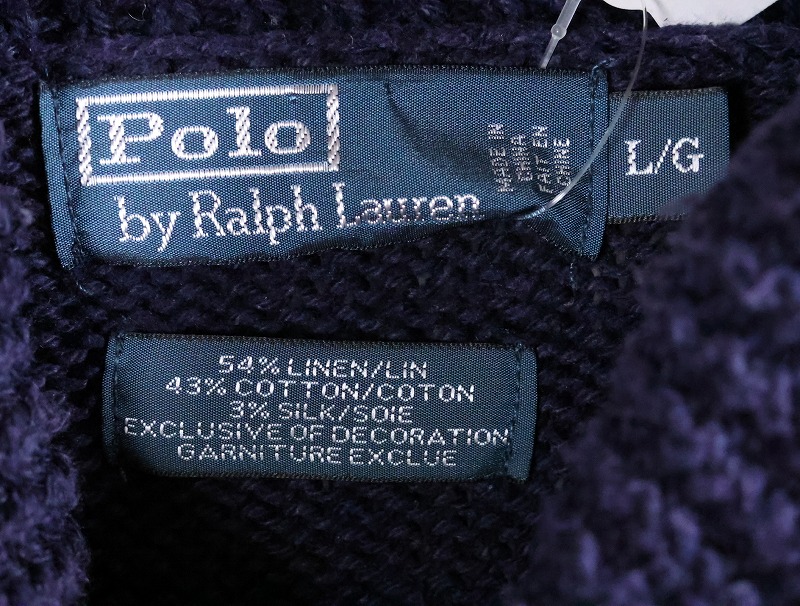 Polo
by Ralph Lauren
MADE IN
CHINA
FAIT EN
CHINE
L/G
54% LINEN/LIN
43% COTTON/COTON
3% SILK/SOIE
EXCLUSIVE OF DECORATION
GARNITURE EXCLUE